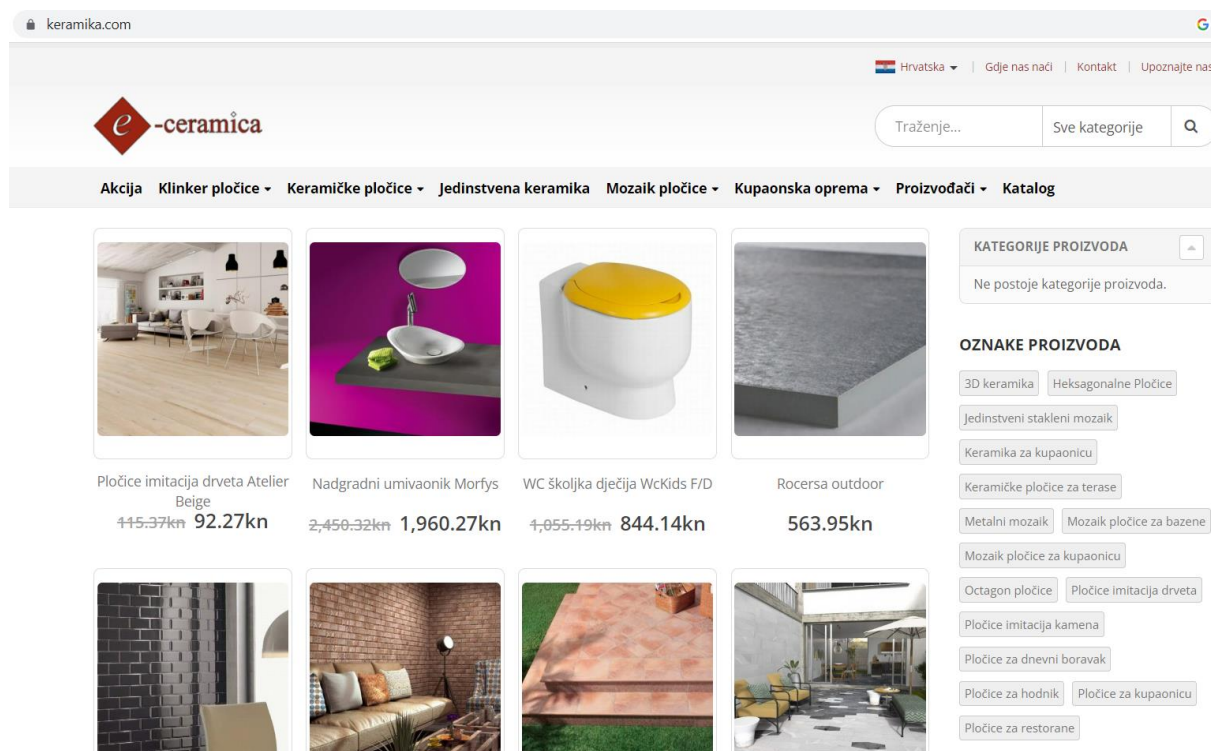 keramika.com
G
Hrvatska | Gdje nas naći | Kontakt | Upoznajte nas
e -ceramica
Traženje... Sve kategorije
Akcija Klinker pločice Keramičke pločice Jedinstvena keramika Mozaik pločice Kupaonska oprema Proizvođači Katalog
Pločice imitacija drveta Atelier
Beige
115.37kn 92.27kn
Nadgradni umivaonik Morfys
2,450.32kn 1,960.27kn
WC školjka dječija WcKids F/D
1,055.19kn 844.14kn
Rocersa outdoor
563.95kn
KATEGORIJE PROIZVODA
Ne postoje kategorije proizvoda.
OZNAKE PROIZVODA
3D keramika Heksagonalne Pločice
Jedinstveni stakleni mozaik
Keramika za kupaonicu
Keramičke pločice za terase
Metalni mozaik Mozaik pločice za bazene
Mozaik pločice za kupaonicu
Octagon pločice Pločice imitacija drveta
Pločice imitacija kamena
Pločice za dnevni boravak
Pločice za hodnik Pločice za kupaonicu
Pločice za restorane